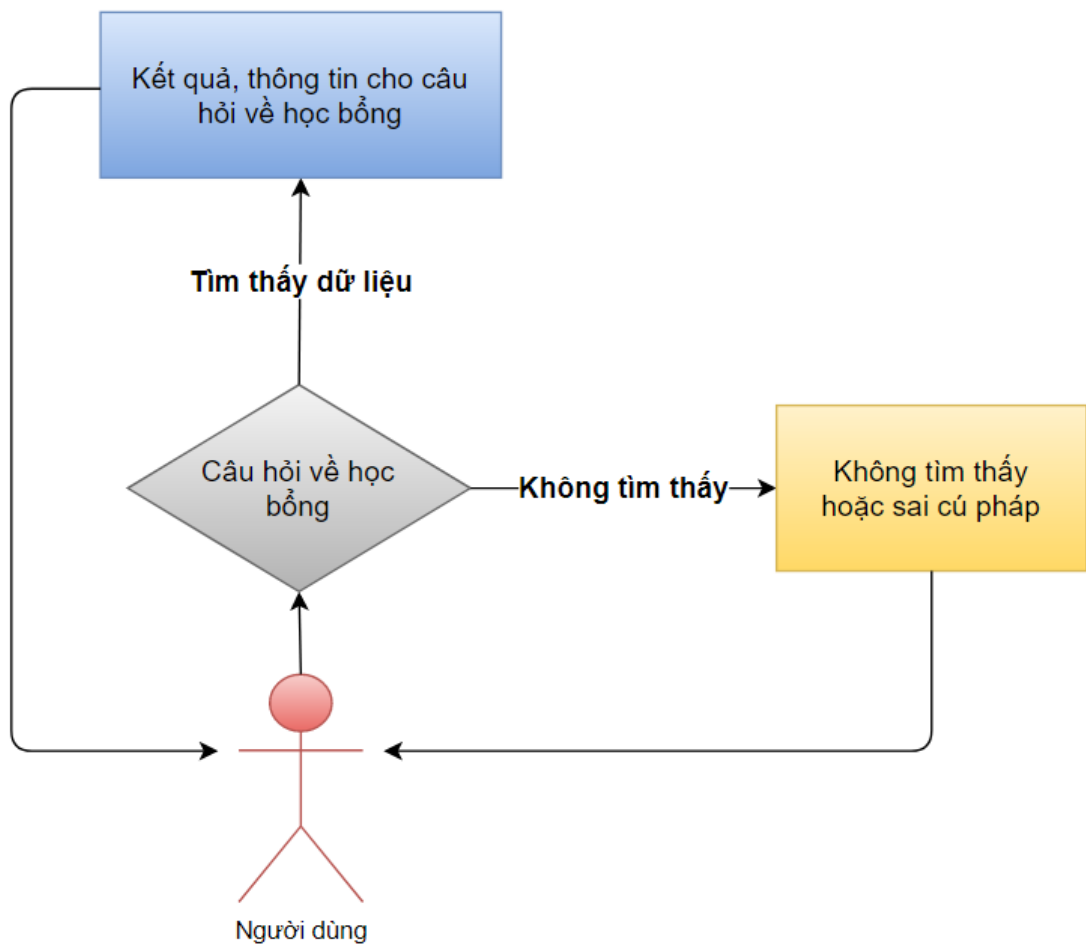 Kết quả, thông tin cho câu
hỏi về học bổng
Tìm thấy dữ liệu
Câu hỏi về học
bổng
Không tìm thấy
Không tìm thấy
hoặc sai cú pháp
Người dùng